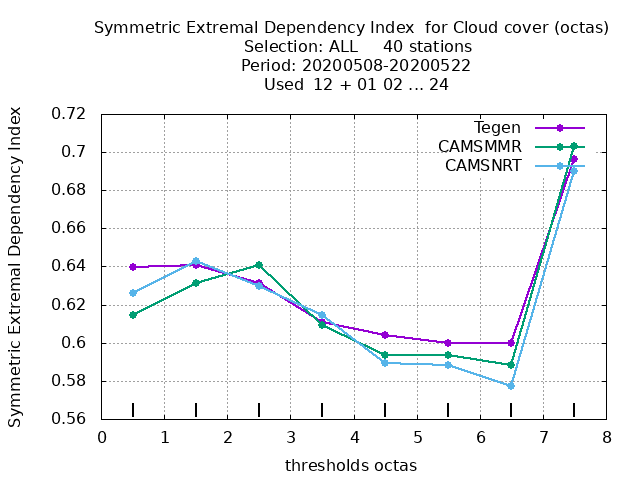 Symmetric Extremal Dependency Index  for Cloud cover (octas)
Selection: ALL     40 stations
Period: 20200508-20200522
Used  12 + 01 02 ... 24
Symmetric Extremal Dependency Index
0.72
0.7
0.68
0.66
0.64
0.62
0.6
0.58
0.56
Tegen
CAMSMMR
CAMSNRT
0 1 2 3 4 5 6 7 8
thresholds octas